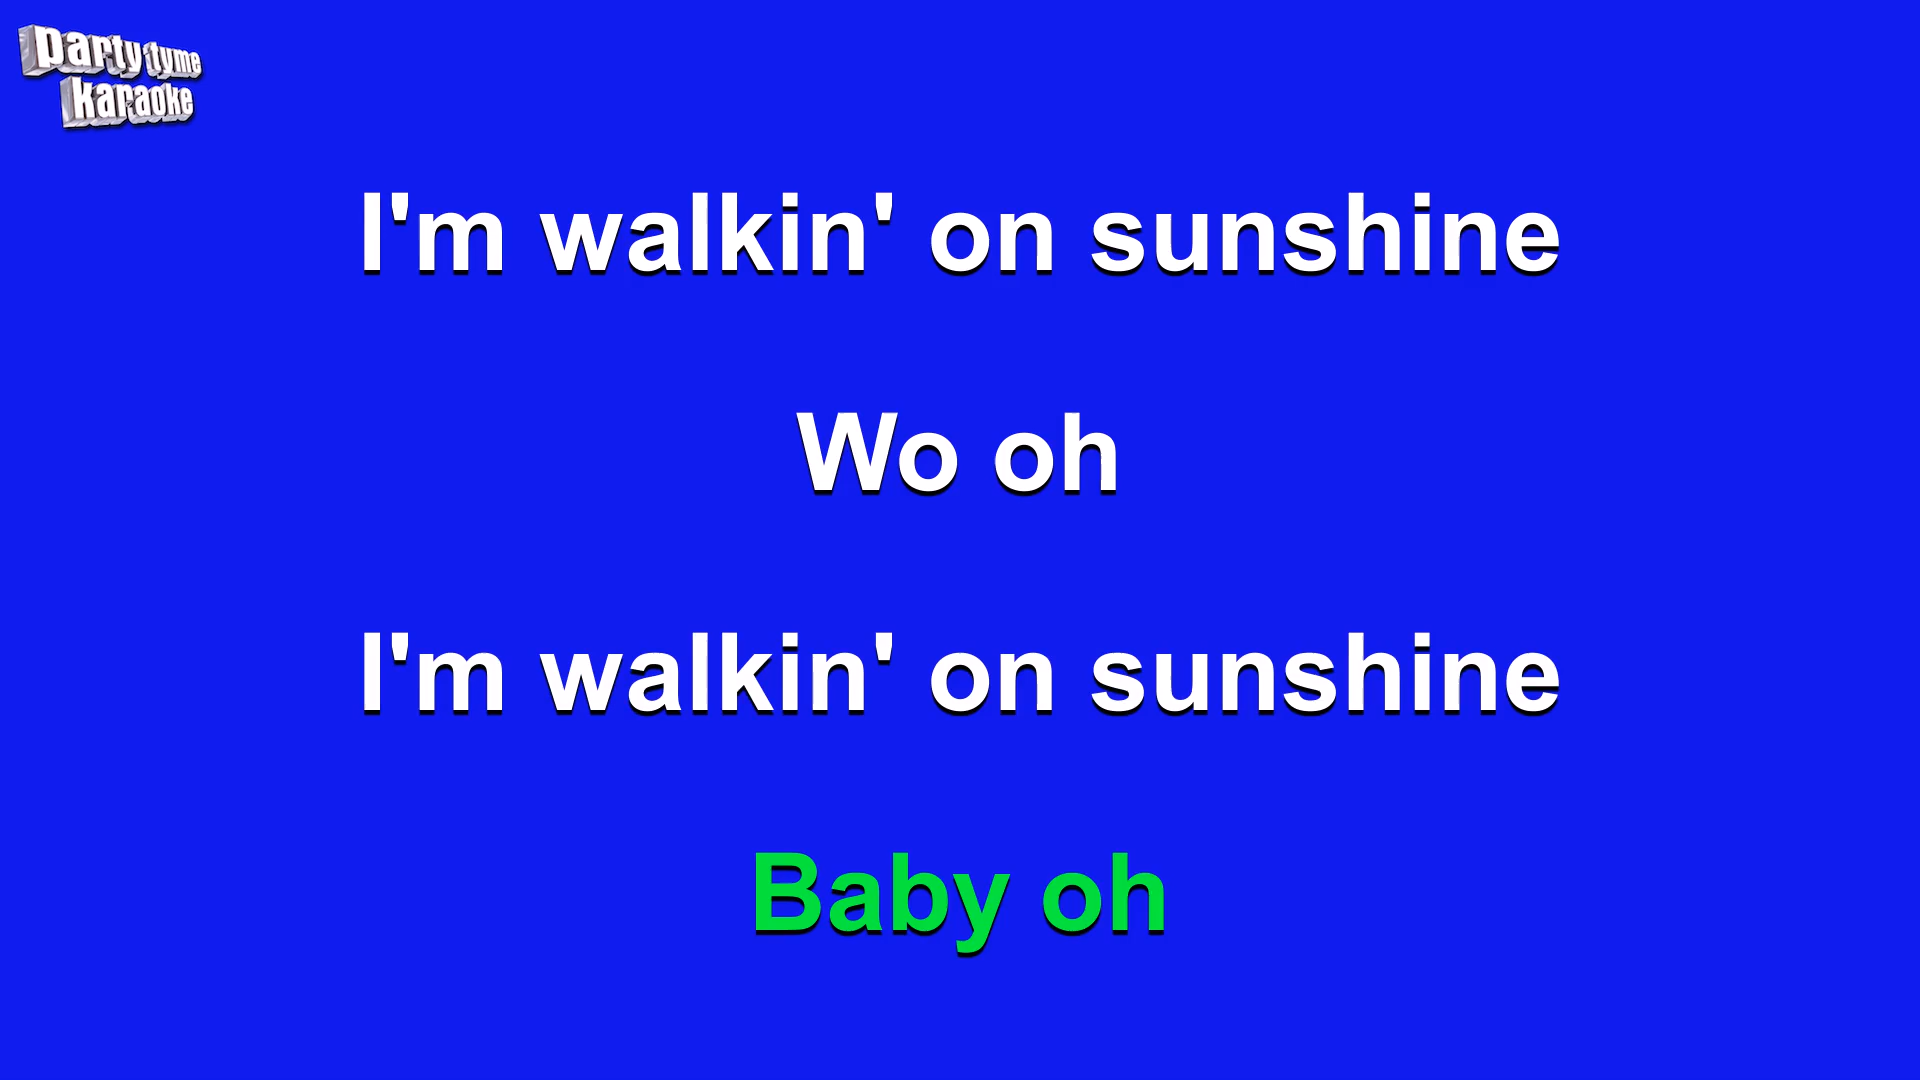 party tyme
karaoke
I'm walkin' on sunshine
Wo oh
I'm walkin' on sunshine
Baby oh